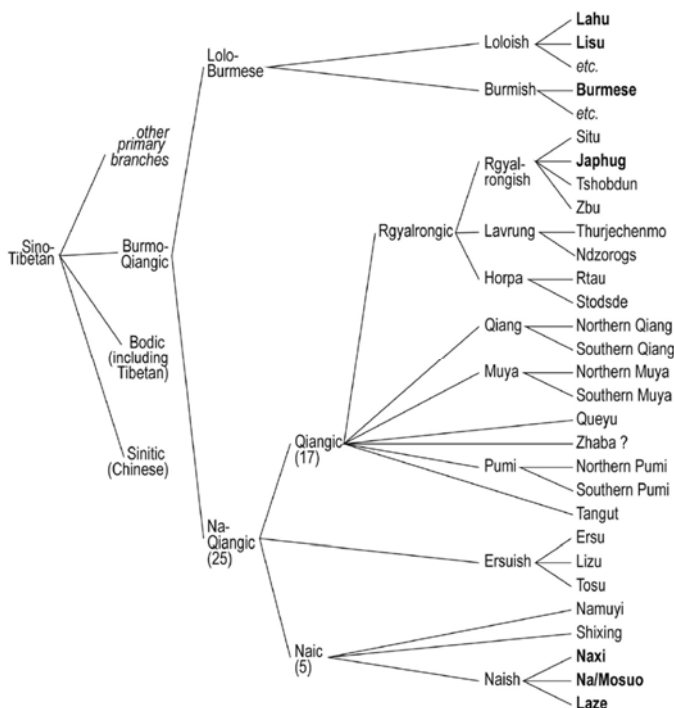 Lahu
Lolo-
Burmese
Loloish
Lisu
etc.
Burmish
Burmese
etc.
other
primary
branches
Situ
Rgyal-
rongish
Japhug
Tshobdun
Zbu
Sino-
Tibetan
Burmo-
Qiangic
Rgyalrongic
Lavrung
Thurjechenmo
Ndzorogs
Horpa
Rtau
Stodsde
Bodic
(including
Tibetan)
Qiang
Northern Qiang
Southern Qiang
Muya
Northern Muya
Southern Muya
Sinitic
(Chinese)
Qiangic
(17)
Queyu
Zhaba ?
Pumi
Northern Pumi
Southern Pumi
Tangut
Na-
Qiangic
(25)
Ersuish
Ersu
Lizu
Tosu
Naic
(5)
Namuyi
Shixing
Naish
Naxi
Na/Mosuo
Laze